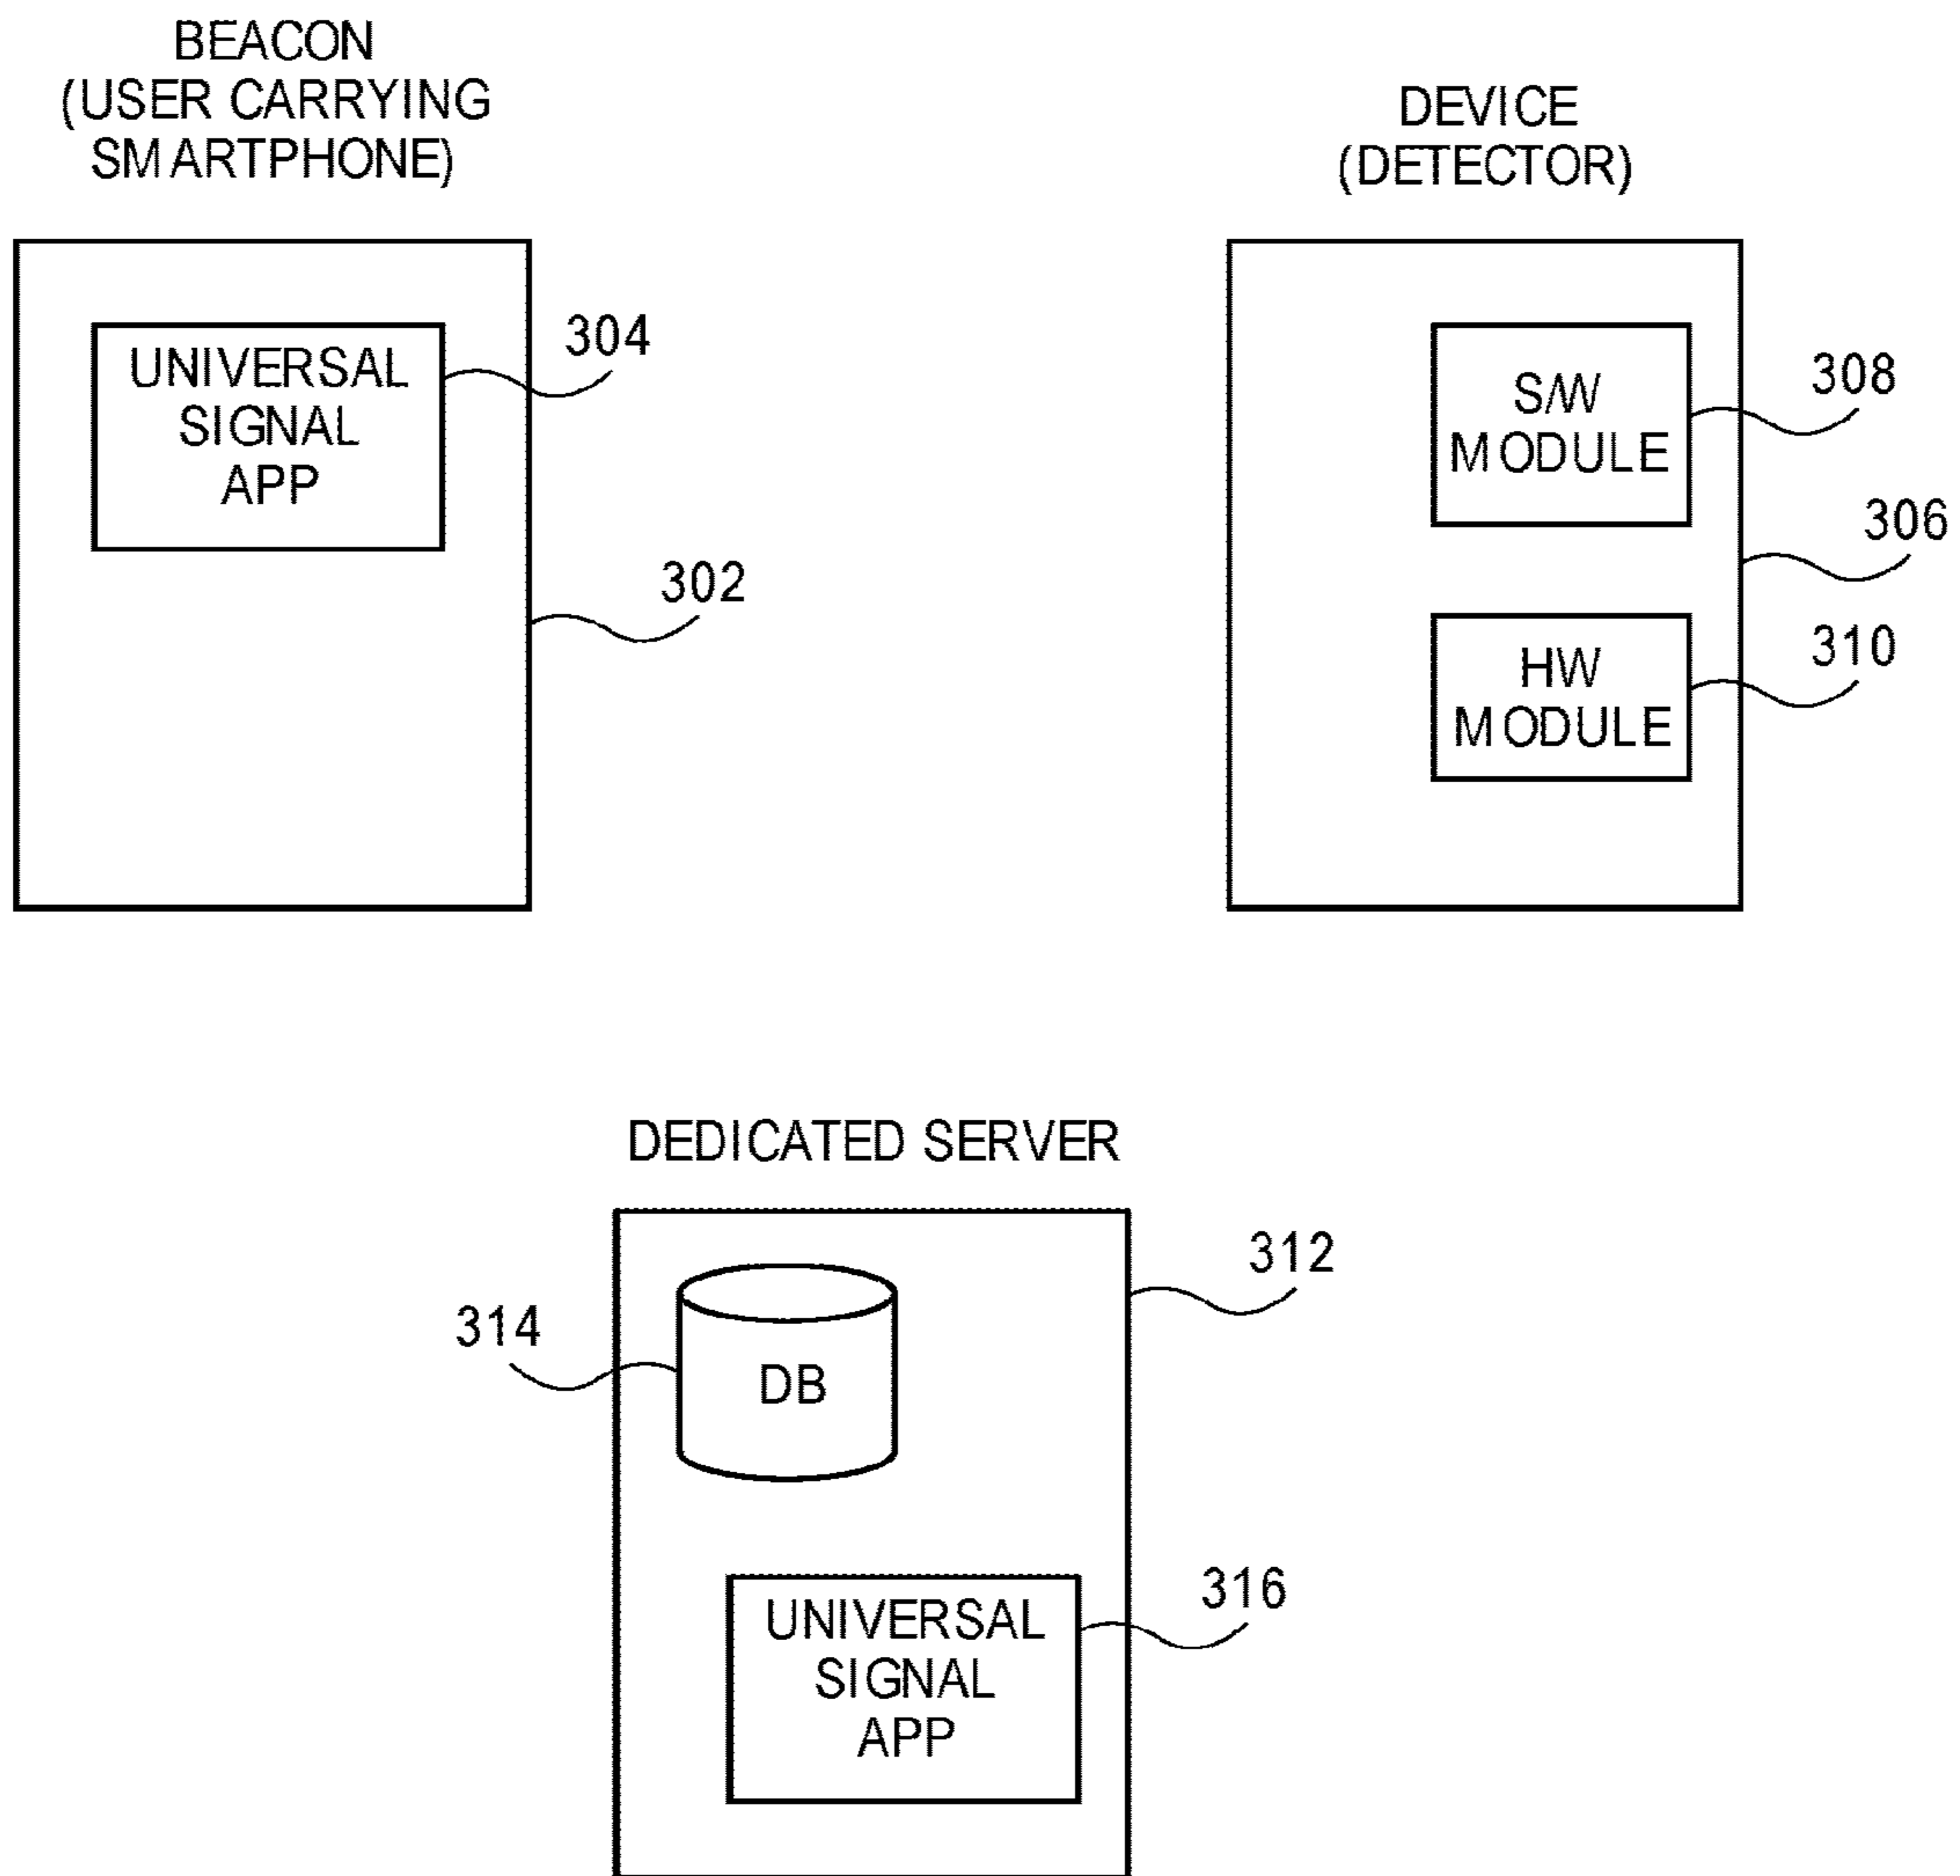 BEACON
(USER CARRYING
SMARTPHONE)
DEVICE
(DETECTOR)
UNIVERSAL
SIGNAL
APP
304
302
S/W
MODULE
308
306
HW
MODULE
310
DEDICATED SERVER
312
314
DB
UNIVERSAL
SIGNAL
APP
316